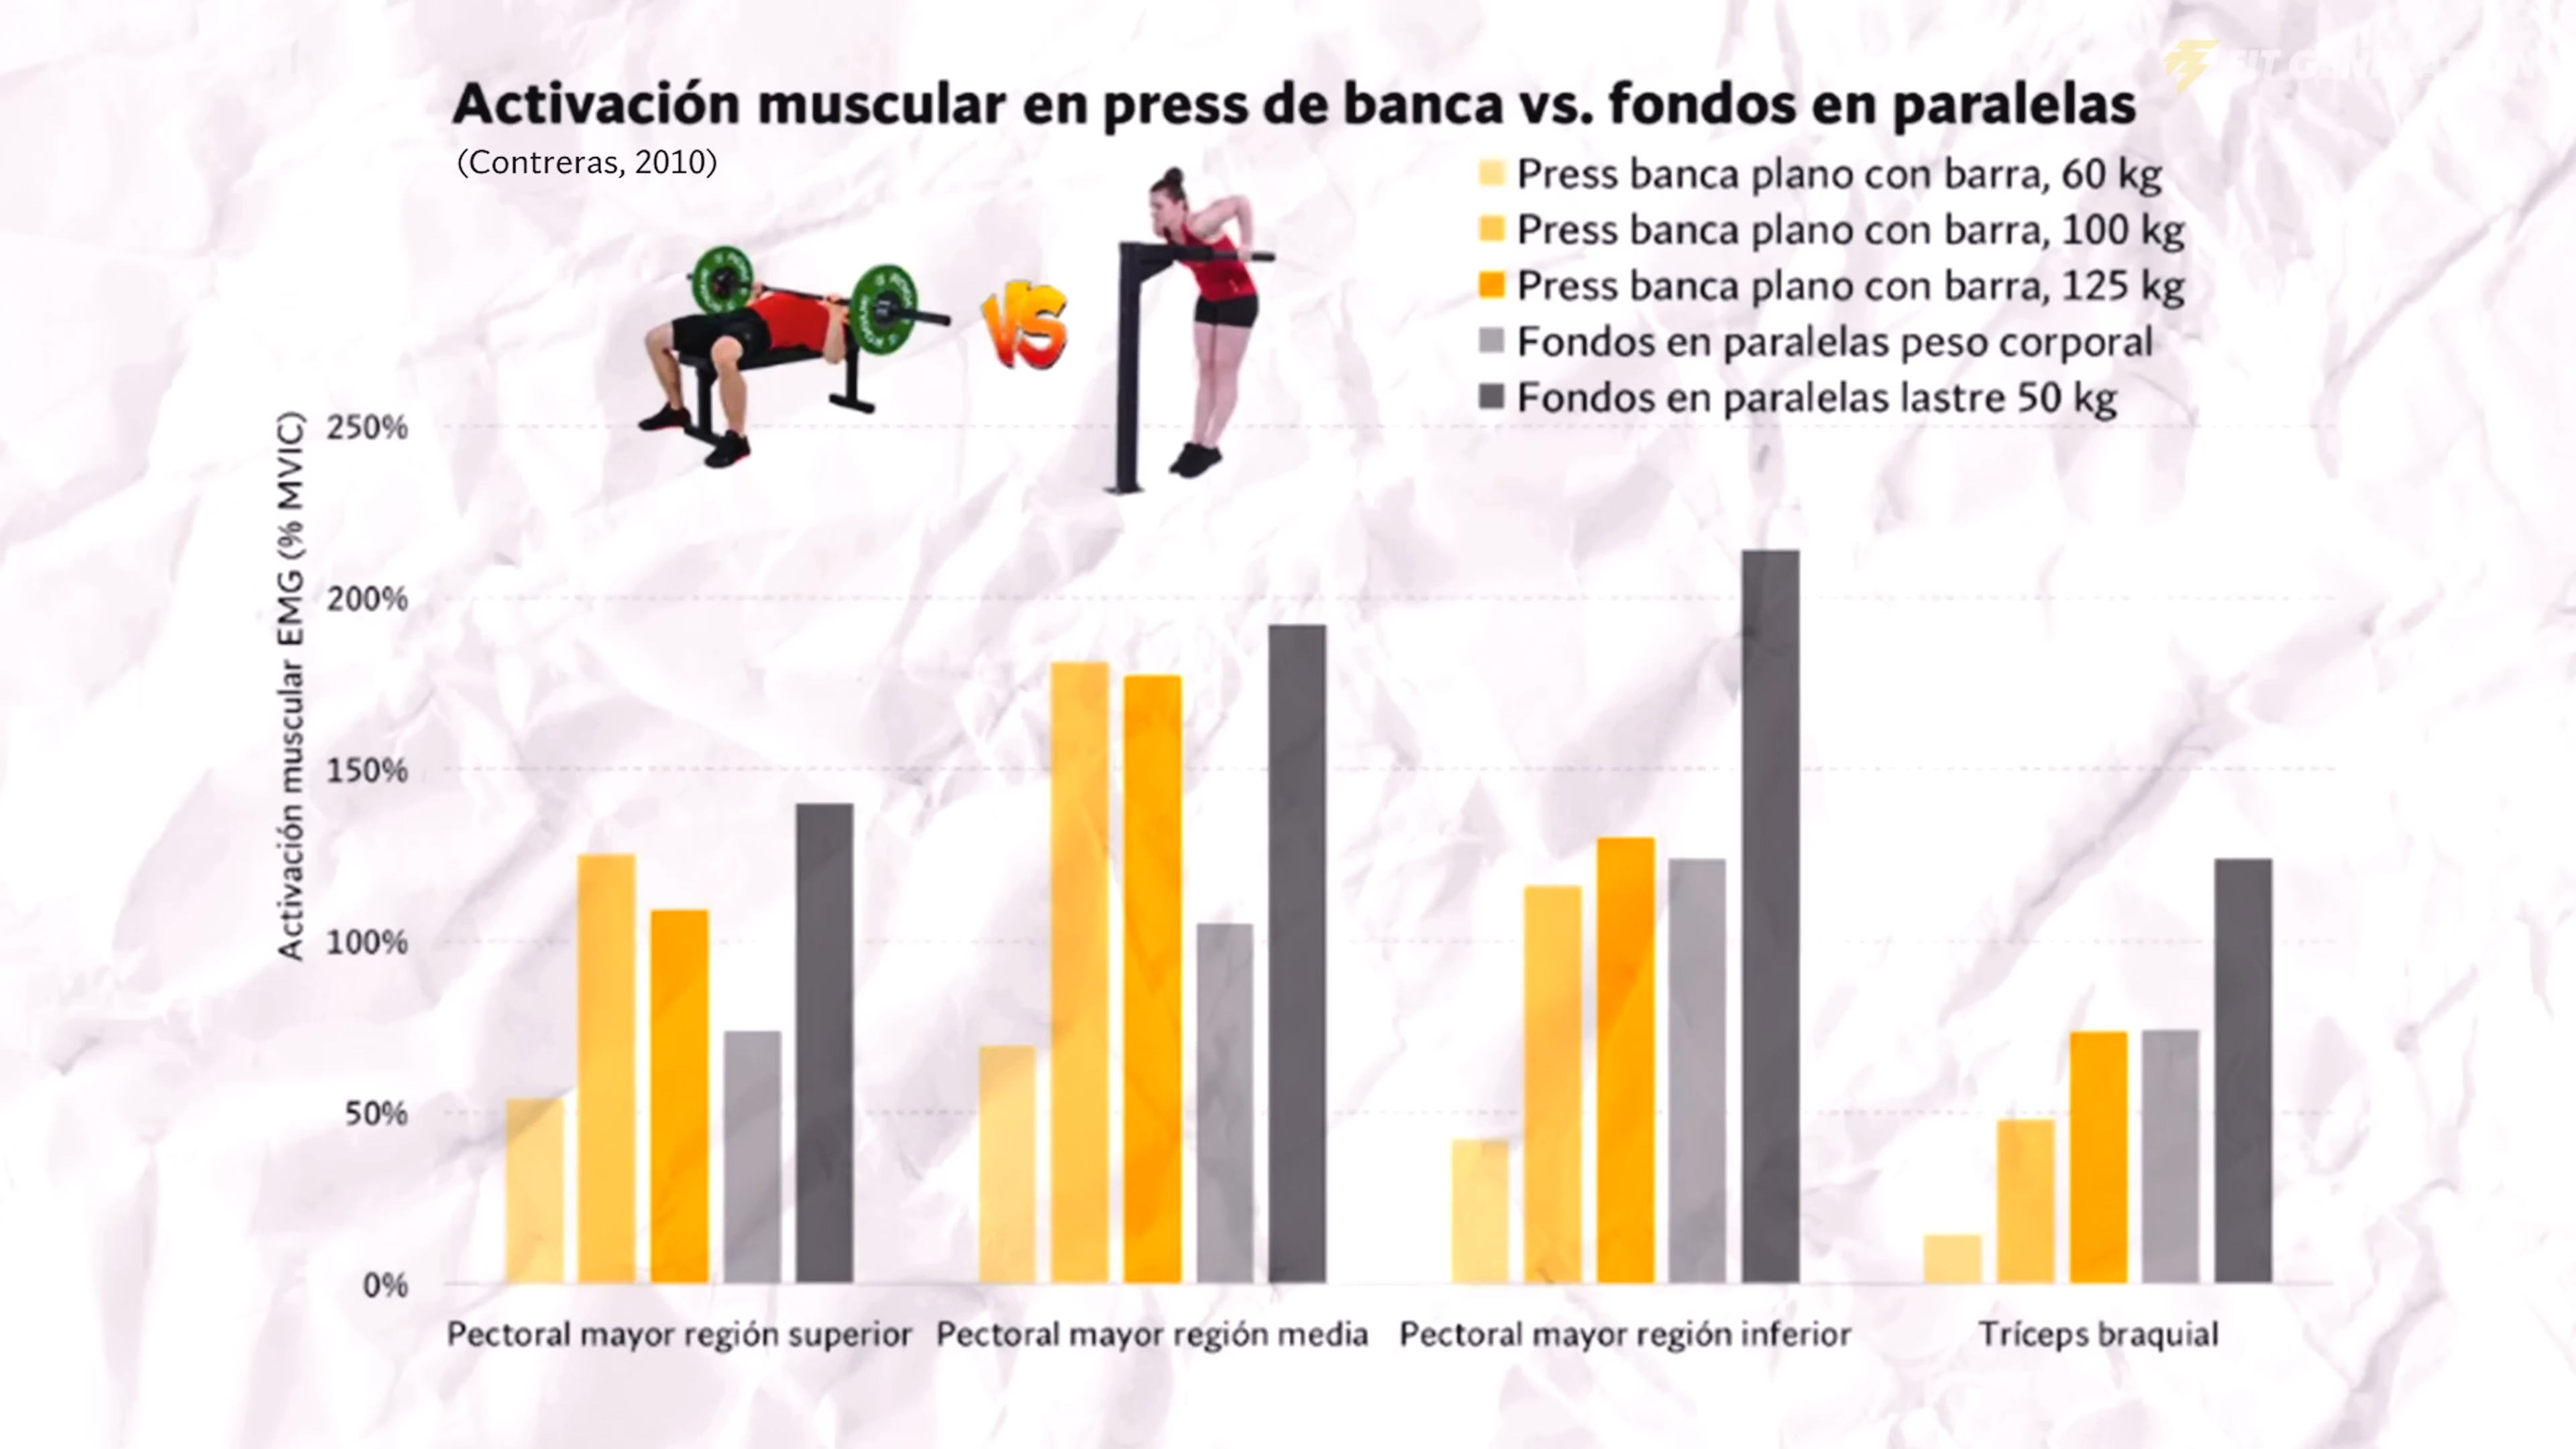 Activación muscular en press de banca vs. fondos en paralelas
(Contreras, 2010)
Press banca plano con barra, 60 kg
Press banca plano con barra, 100 kg
Press banca plano con barra, 125 kg
Fondos en paralelas peso corporal
Fondos en paralelas lastre 50 kg
VS
Activación muscular EMG (% MVIC)
250%
200%
150%
100%
50%
0%
Pectoral mayor región superior
Pectoral mayor región media
Pectoral mayor región inferior
Tríceps braquial